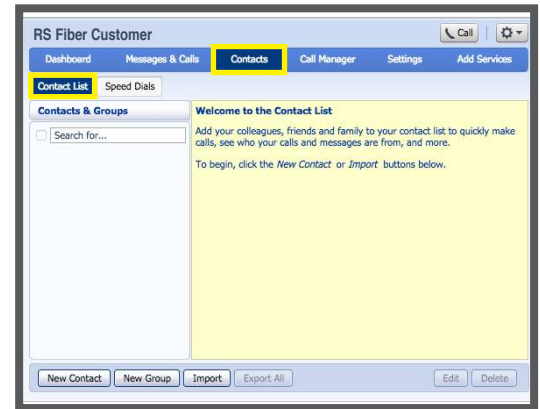 RS Fiber Customer
Call
Dashboard Messages & Calls Contacts Call Manager Settings Add Services
Contact List Speed Dials
Contacts & Groups
Search for...
Welcome to the Contact List
Add your colleagues, friends and family to your contact list to quickly make
calls, see who your calls and messages are from, and more.
To begin, click the New Contact or Import buttons below.
New Contact New Group Import Export All Edit Delete